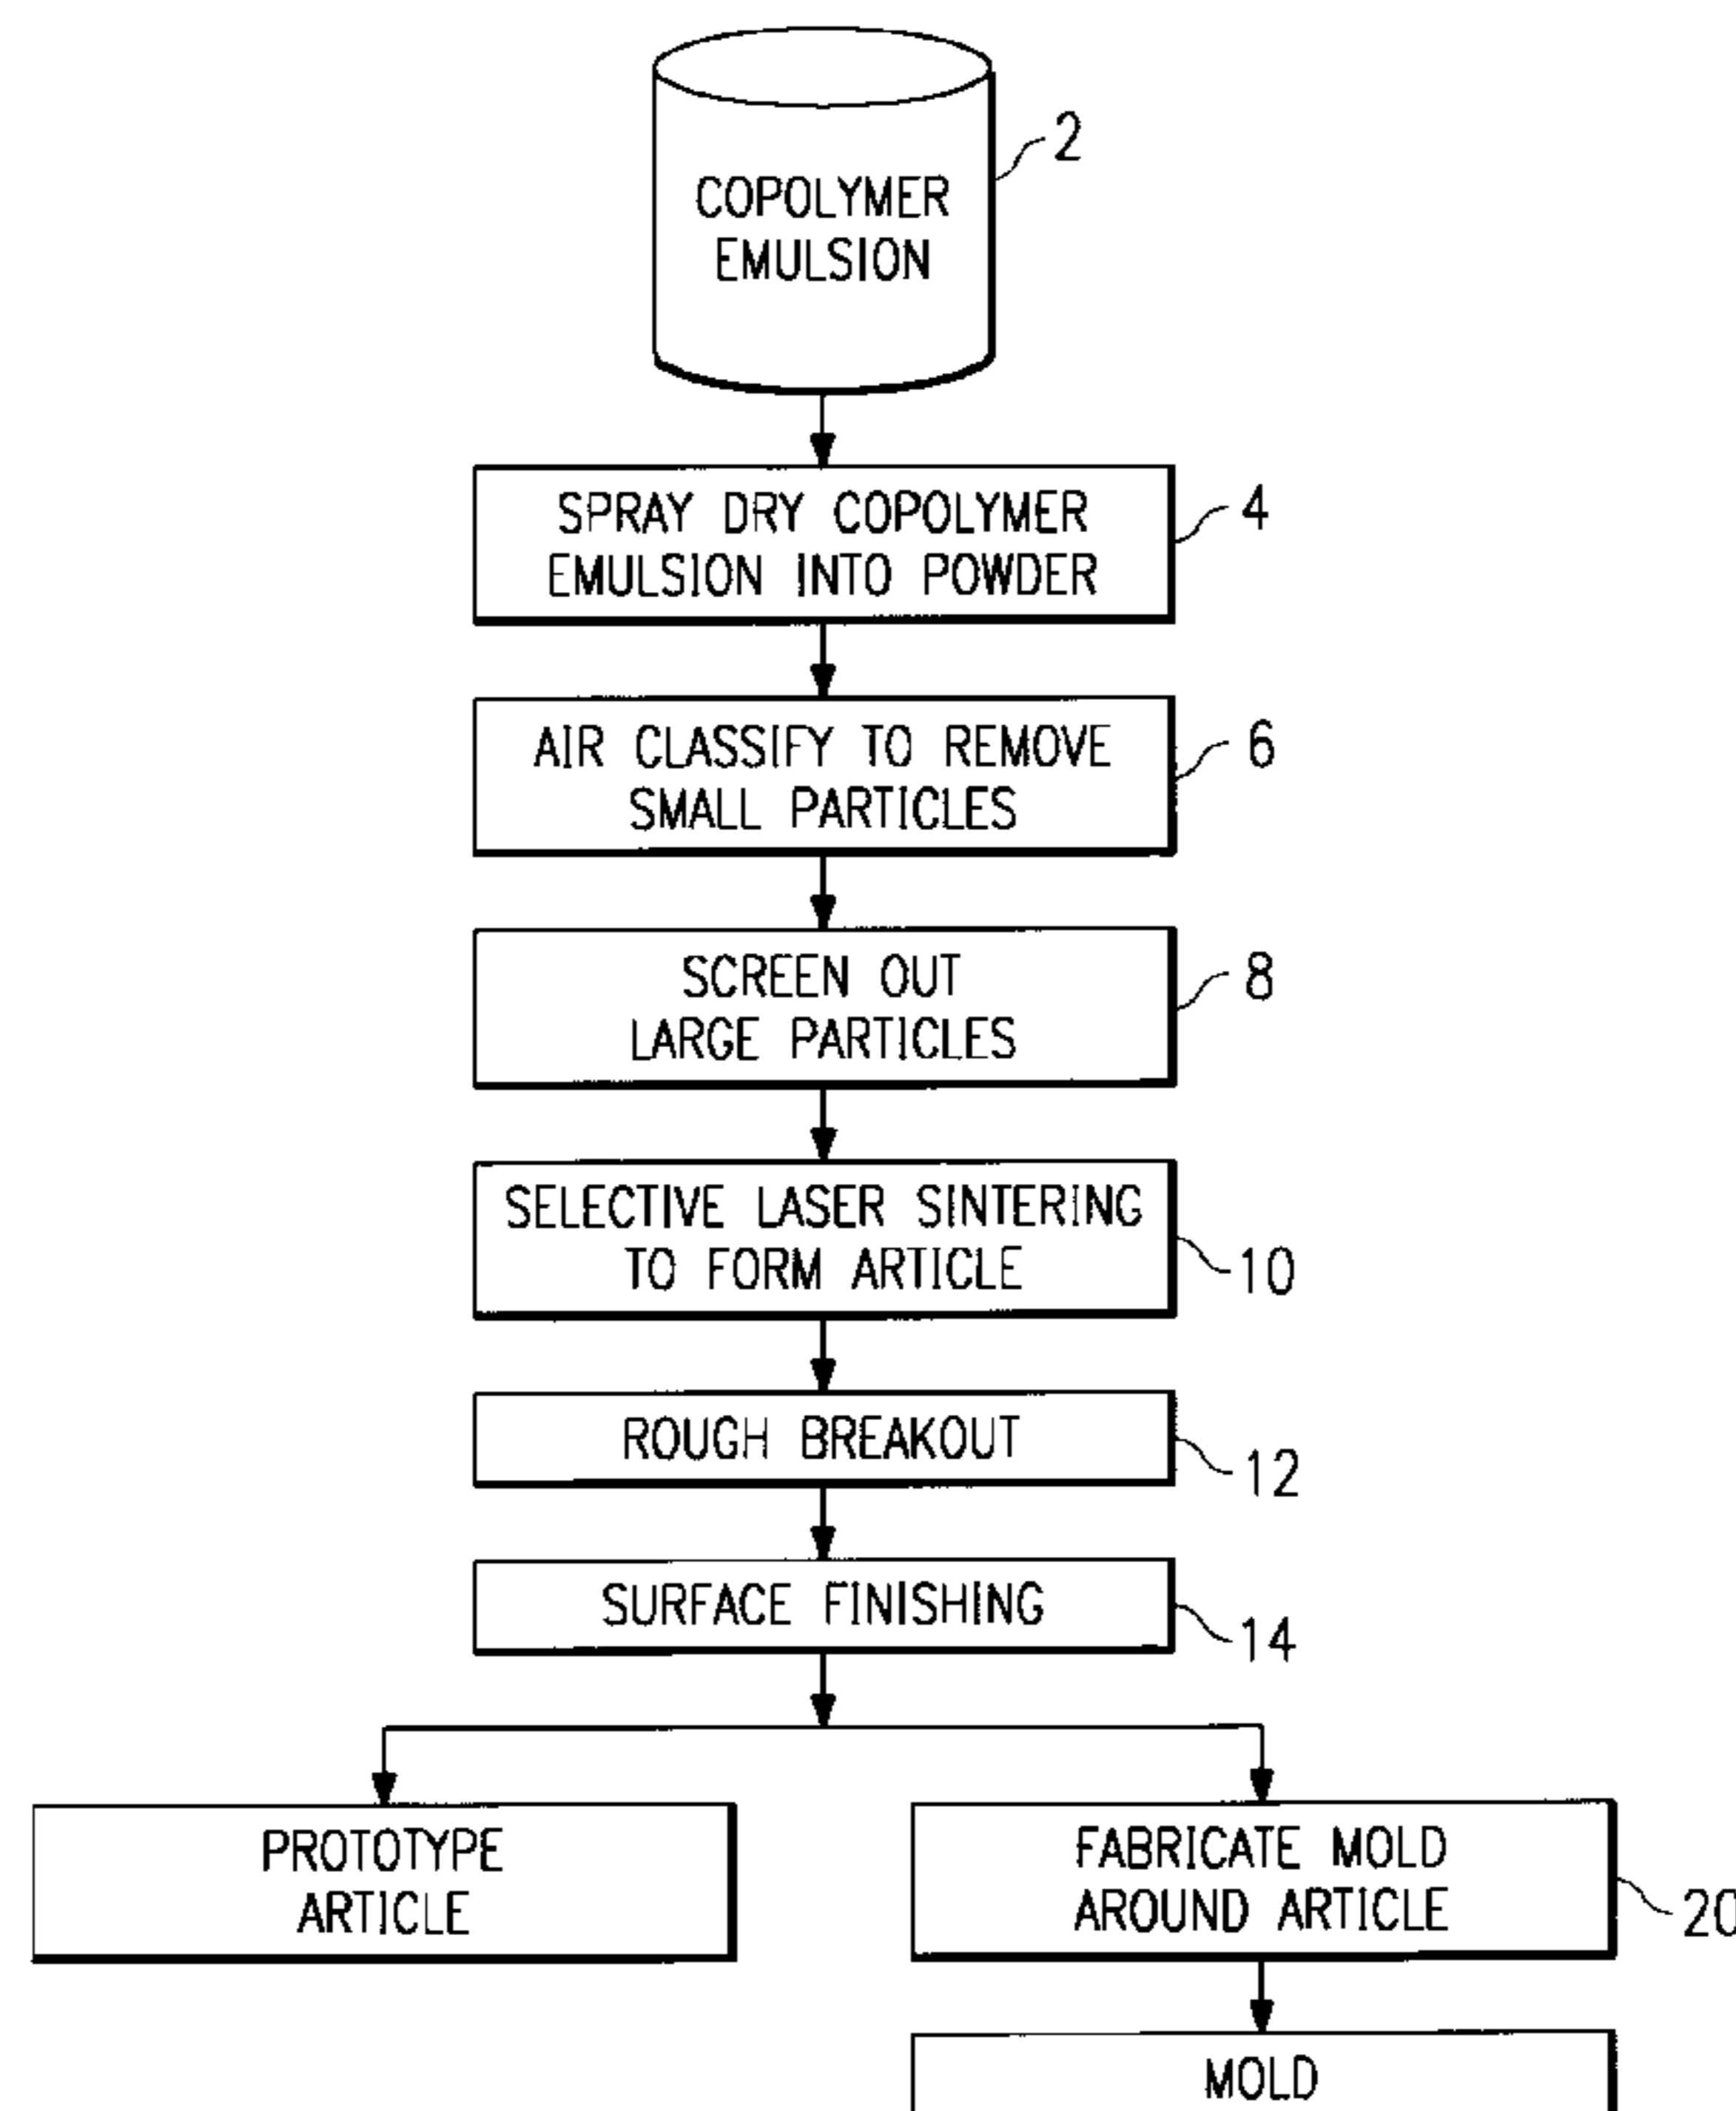 COPOLYMER
EMULSION
2
SPRAY DRY COPOLYMER
EMULSION INTO POWDER
4
AIR CLASSIFY TO REMOVE
SMALL PARTICLES
6
SCREEN OUT
LARGE PARTICLES
8
SELECTIVE LASER SINTERING
TO FORM ARTICLE
10
ROUGH BREAKOUT
12
SURFACE FINISHING
14
PROTOTYPE
ARTICLE
FABRICATE MOLD
AROUND ARTICLE
20
MOLD